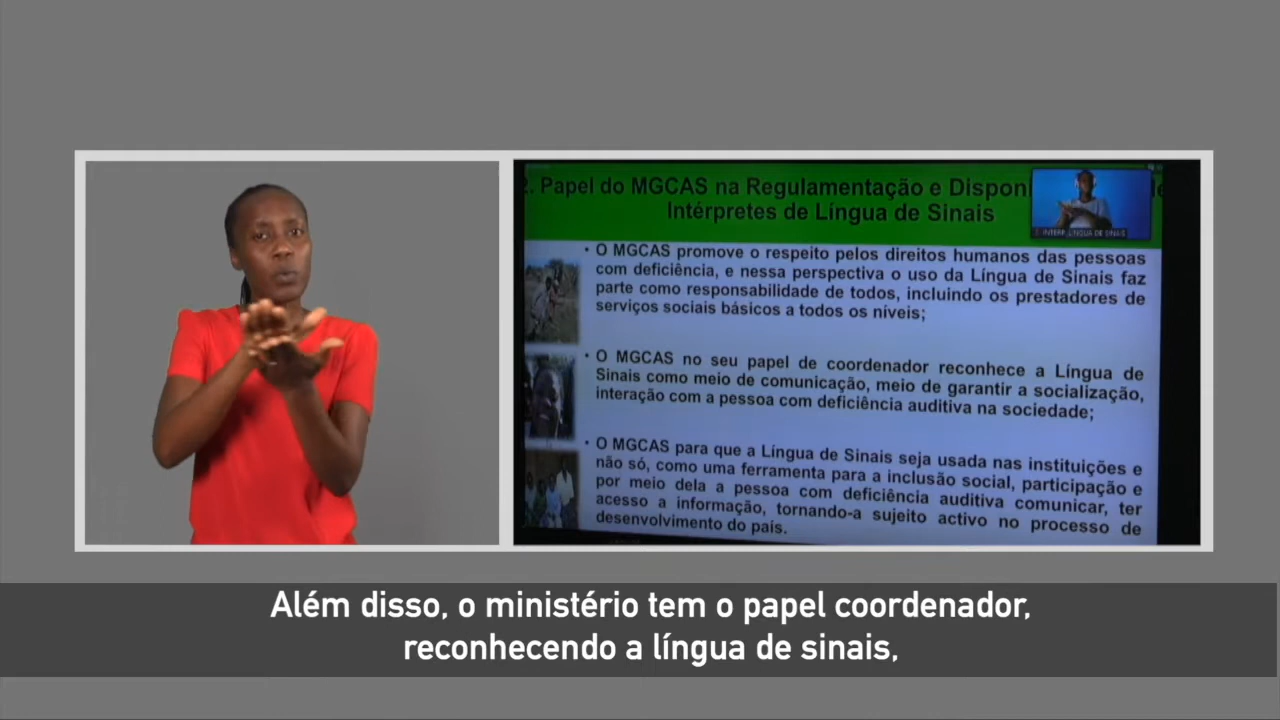 2. Papel do MGCAS na Regulamentação e
Intérpretes de Língua de Sinais
INTERP. LINGUA DE SINAIS
• O MGCAS promove o respeito pelos direitos humanos das pessoas
com deficiência, e nessa perspectiva o uso da Língua de Sinais faz
parte como responsabilidade de todos, incluindo os prestadores de
serviços sociais básicos a todos os níveis;
• O MGCAS no seu papel de coordenador reconhece a Língua de
Sinais como meio de comunicação, meio de garantir a socialização,
interação com a pessoa com deficiência auditiva na sociedade;
• O MGCAS para que a Língua de Sinais seja usada nas instituições e
não só, como uma ferramenta para a inclusão social, participação e
por meio dela a pessoa com deficiência auditiva comunicar, ter
acesso a informação, tornando-a sujeito activo no processo de
desenvolvimento do país.
Além disso, o ministério tem o papel coordenador,
reconhecendo a língua de sinais,